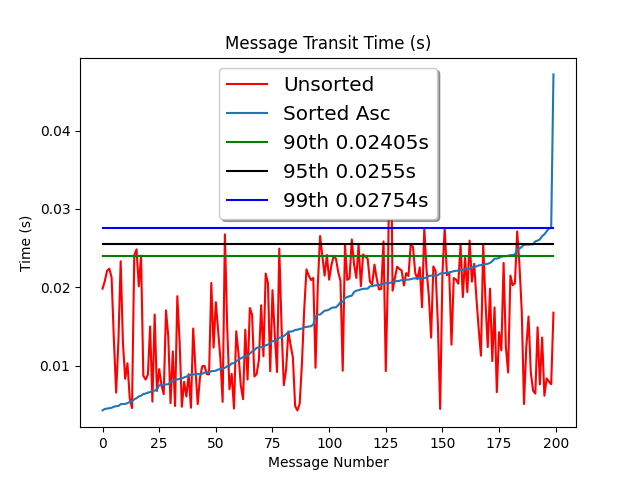 Message Transit Time (s)
Unsorted
Sorted Asc
90th 0.02405s
95th 0.0255s
99th 0.02754s
0.04
0.03
0.02
0.01
Time (s)
0 25 50 75 100 125 150 175 200
Message Number